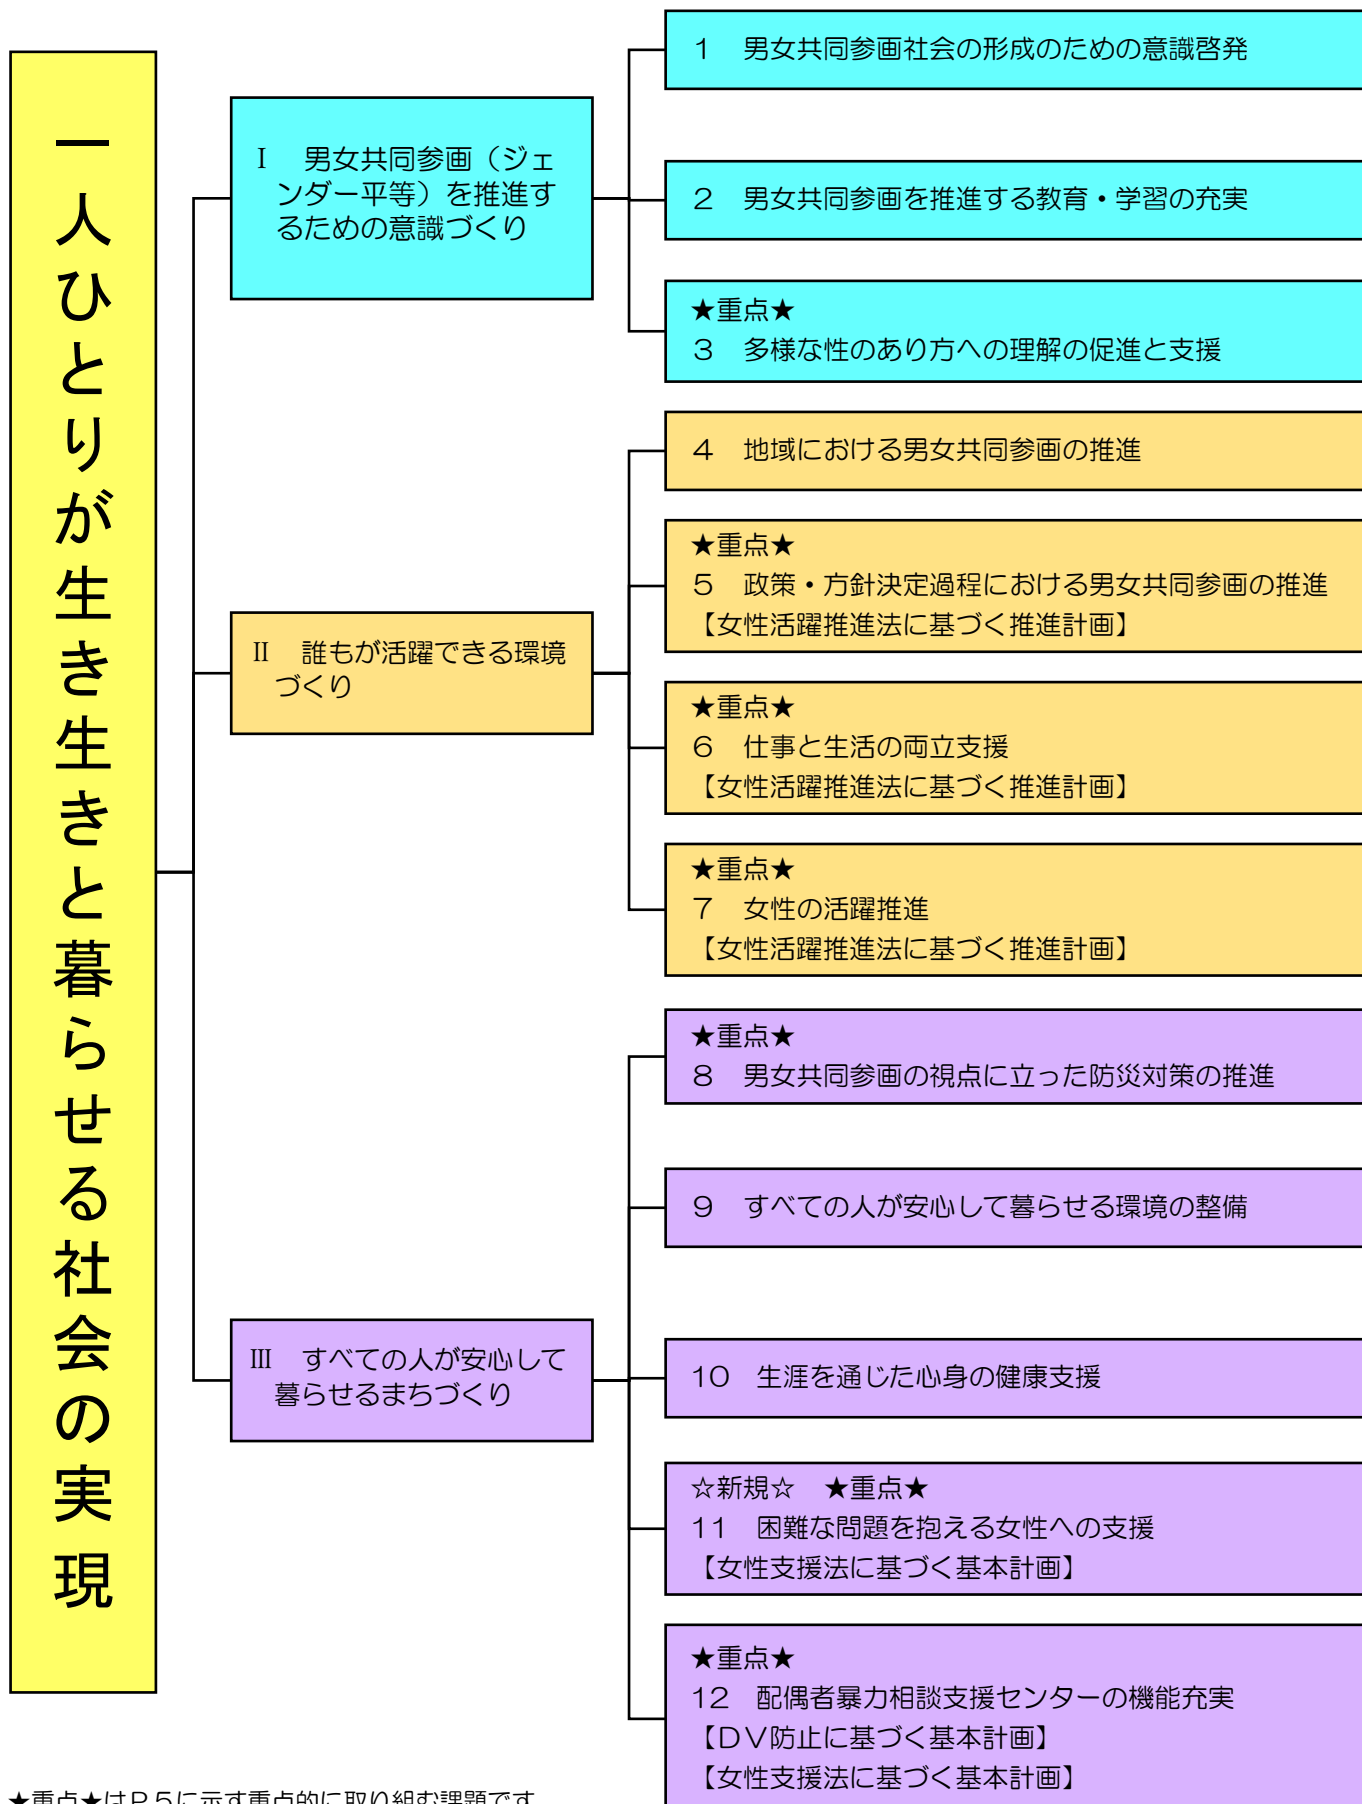 一人ひとりが生き生きと暮らせる社会の実現
Ⅰ　男女共同参画（ジェ
ンダー平等）を推進す
るための意識づくり
１　男女共同参画社会の形成のための意識啓発
２　男女共同参画を推進する教育・学習の充実
★重点★
３　多様な性のあり方への理解の促進と支援
Ⅱ　誰もが活躍できる環境
づくり
４　地域における男女共同参画の推進
★重点★
５　政策・方針決定過程における男女共同参画の推進
【女性活躍推進法に基づく推進計画】
★重点★
６　仕事と生活の両立支援
【女性活躍推進法に基づく推進計画】
★重点★
７　女性の活躍推進
【女性活躍推進法に基づく推進計画】
Ⅲ　すべての人が安心して
暮らせるまちづくり
★重点★
８　男女共同参画の視点に立った防災対策の推進
９　すべての人が安心して暮らせる環境の整備
10　生涯を通じた心身の健康支援
☆新規☆　★重点★
11　困難な問題を抱える女性への支援
【女性支援法に基づく基本計画】
★重点★
12　配偶者暴力相談支援センターの機能充実
【ＤＶ防止に基づく基本計画】
【女性支援法に基づく基本計画】
★重点★はＰ５に示す重点的に取り組む課題です